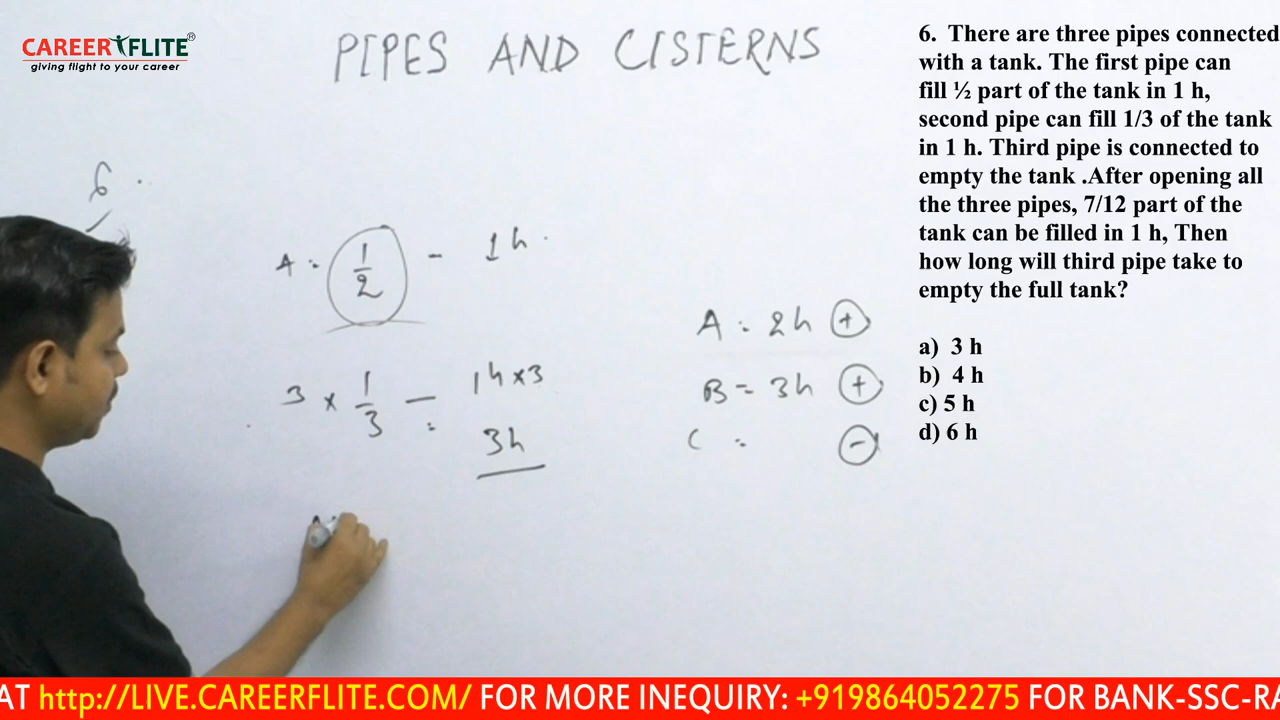 CAREER FLITE®
giving flight to your career
PIPES AND CISTERNS
6.
A : 1/2 - 1h.
3 × 1/3 = 1h×3
3h
A : 2h +
B = 3h +
C = -
6. There are three pipes connected
with a tank. The first pipe can
fill ½ part of the tank in 1 h,
second pipe can fill 1/3 of the tank
in 1 h. Third pipe is connected to
empty the tank .After opening all
the three pipes, 7/12 part of the
tank can be filled in 1 h, Then
how long will third pipe take to
empty the full tank?
a) 3 h
b) 4 h
c) 5 h
d) 6 h
AT http://LIVE.CAREERFLITE.COM/ FOR MORE INEQUIRY: +919864052275 FOR BANK-SSC-RA